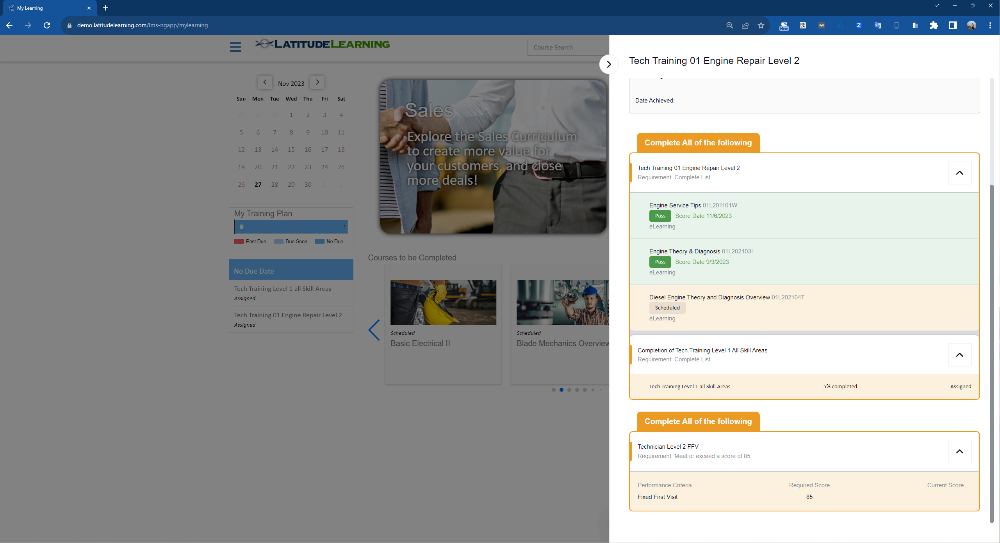 My Learning
demo.latitudelearning.com/lms-ngapp/mylearning
New
LATITUDELEARNING
Course Search
Nov 2023
Sun Mon Tue Wed Thu Fri Sat
29 30 31 1 2 3 4
5 6 7 8 9 10 11
12 13 14 15 16 17 18
19 20 21 22 23 24 25
26 27 28 29 30 1 2
My Training Plan
0 2
Past Due Due Soon No Due...
No Due Date
Tech Training Level 1 all Skill Areas
Assigned
Tech Training 01 Engine Repair Level 2
Assigned
Sales
Explore the Sales Curriculum
to create more value for
your customers, and close
more deals!
Courses to be Completed
Scheduled
Basic Electrical II
Scheduled
Blade Mechanics Overview
Tech Training 01 Engine Repair Level 2
Date Achieved:
Complete All of the following
Tech Training 01 Engine Repair Level 2
Requirement: Complete List
Engine Service Tips 01L201101W
Pass Score Date 11/6/2023
eLearning
Engine Theory & Diagnosis 01L202103I
Pass Score Date 9/3/2023
eLearning
Diesel Engine Theory and Diagnosis Overview 01L202104T
Scheduled
eLearning
Completion of Tech Training Level 1 All Skill Areas
Requirement: Complete List
Tech Training Level 1 all Skill Areas 5% completed Assigned
Complete All of the following
Technician Level 2 FFV
Requirement: Meet or exceed a score of 85
Performance Criteria Required Score Current Score
Fixed First Visit 85